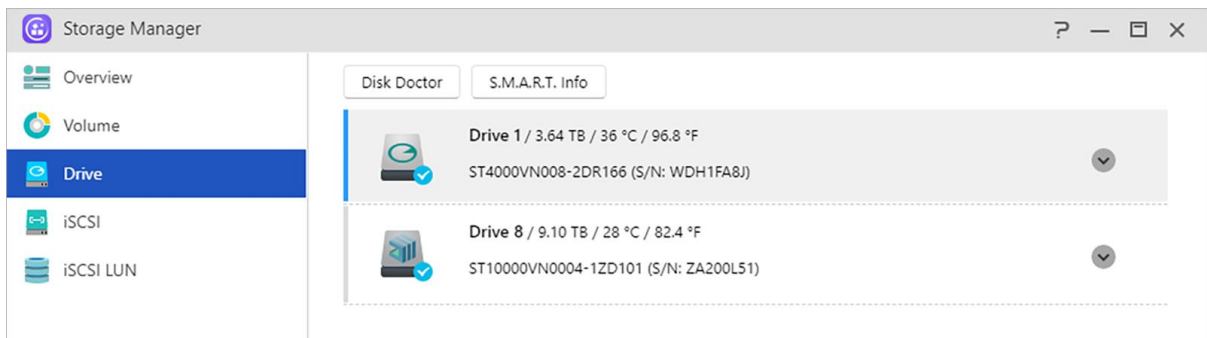 Storage Manager
Overview
Volume
Drive
iSCSI
iSCSI LUN
Disk Doctor
S.M.A.R.T. Info
Drive 1 / 3.64 TB / 36 °C / 96.8 °F
ST4000VN008-2DR166 (S/N: WDH1FA8J)
Drive 8 / 9.10 TB / 28 °C / 82.4 °F
ST10000VN0004-1ZD101 (S/N: ZA200L51)